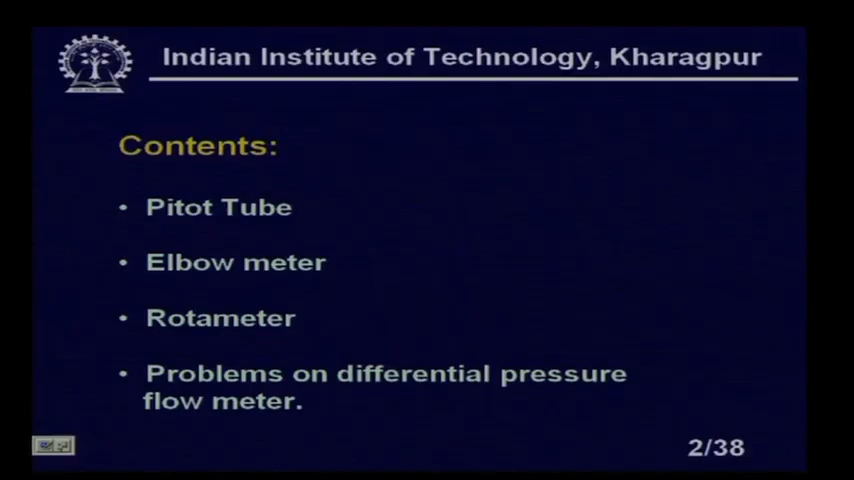 Indian Institute of Technology, Kharagpur
Contents:
• Pitot Tube
• Elbow meter
• Rotameter
• Problems on differential pressure
flow meter.
2/38